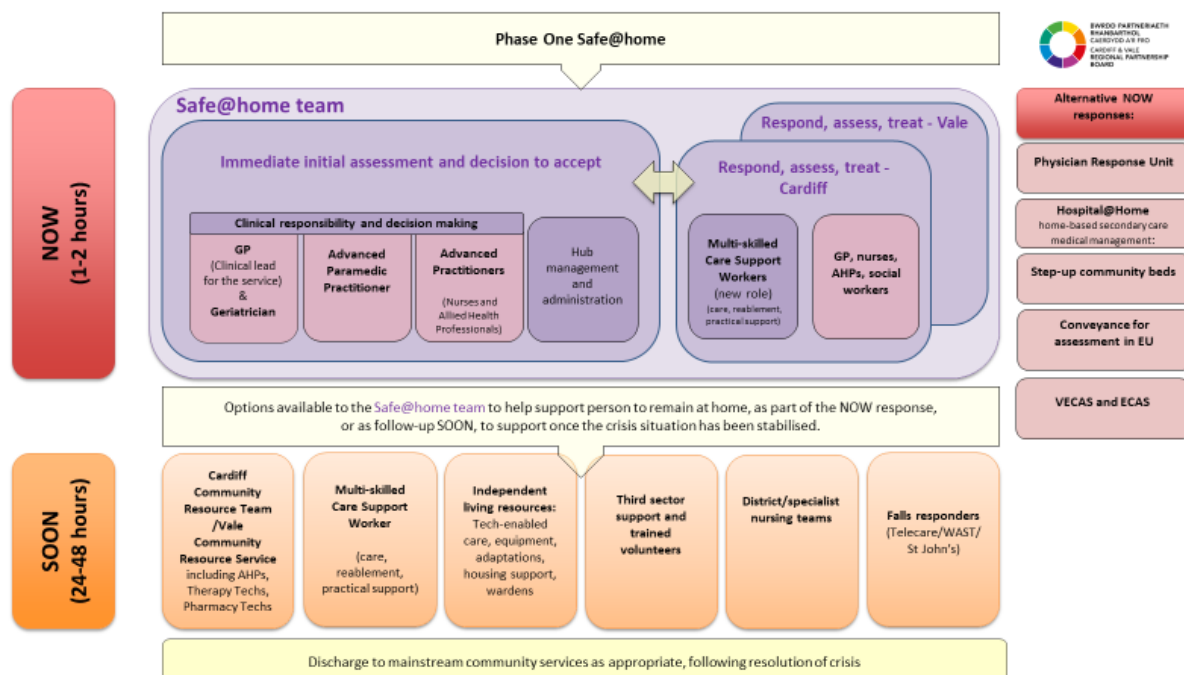 Phase One Safe@home
BWRDD PARTNERIAETH
RHANBARTHOL
CAERDYDD A'R FRO
CARDIFF & VALE
REGIONAL PARTNERSHIP
BOARD
NOW
(1-2 hours)
Safe@home team
Immediate initial assessment and decision to accept
Clinical responsibility and decision making
GP
(Clinical lead
for the service)
&
Geriatrician
Advanced
Paramedic
Practitioner
Advanced
Practitioners
(Nurses and
Allied Health
Professionals)
Hub
management
and
administration
Respond, assess, treat - Vale
Respond, assess, treat -
Cardiff
Multi-skilled
Care Support
Workers
(new role)
(care, reablement,
practical support)
GP, nurses,
AHPs, social
workers
Alternative NOW
responses:
Physician Response Unit
Hospital@Home
home-based secondary care
medical management:
Step-up community beds
Conveyance for
assessment in EU
VECAS and ECAS
Options available to the Safe@home team to help support person to remain at home, as part of the NOW response,
or as follow-up SOON, to support once the crisis situation has been stabilised.
SOON
(24-48 hours)
Cardiff
Community
Resource Team
/Vale
Community
Resource Service
including AHPs,
Therapy Techs,
Pharmacy Techs
Multi-skilled
Care Support
Worker
(care,
reablement,
practical support)
Independent
living resources:
Tech-enabled
care, equipment,
adaptations,
housing support,
wardens
Third sector
support and
trained
volunteers
District/specialist
nursing teams
Falls responders
(Telecare/WAST/
St John's)
Discharge to mainstream community services as appropriate, following resolution of crisis